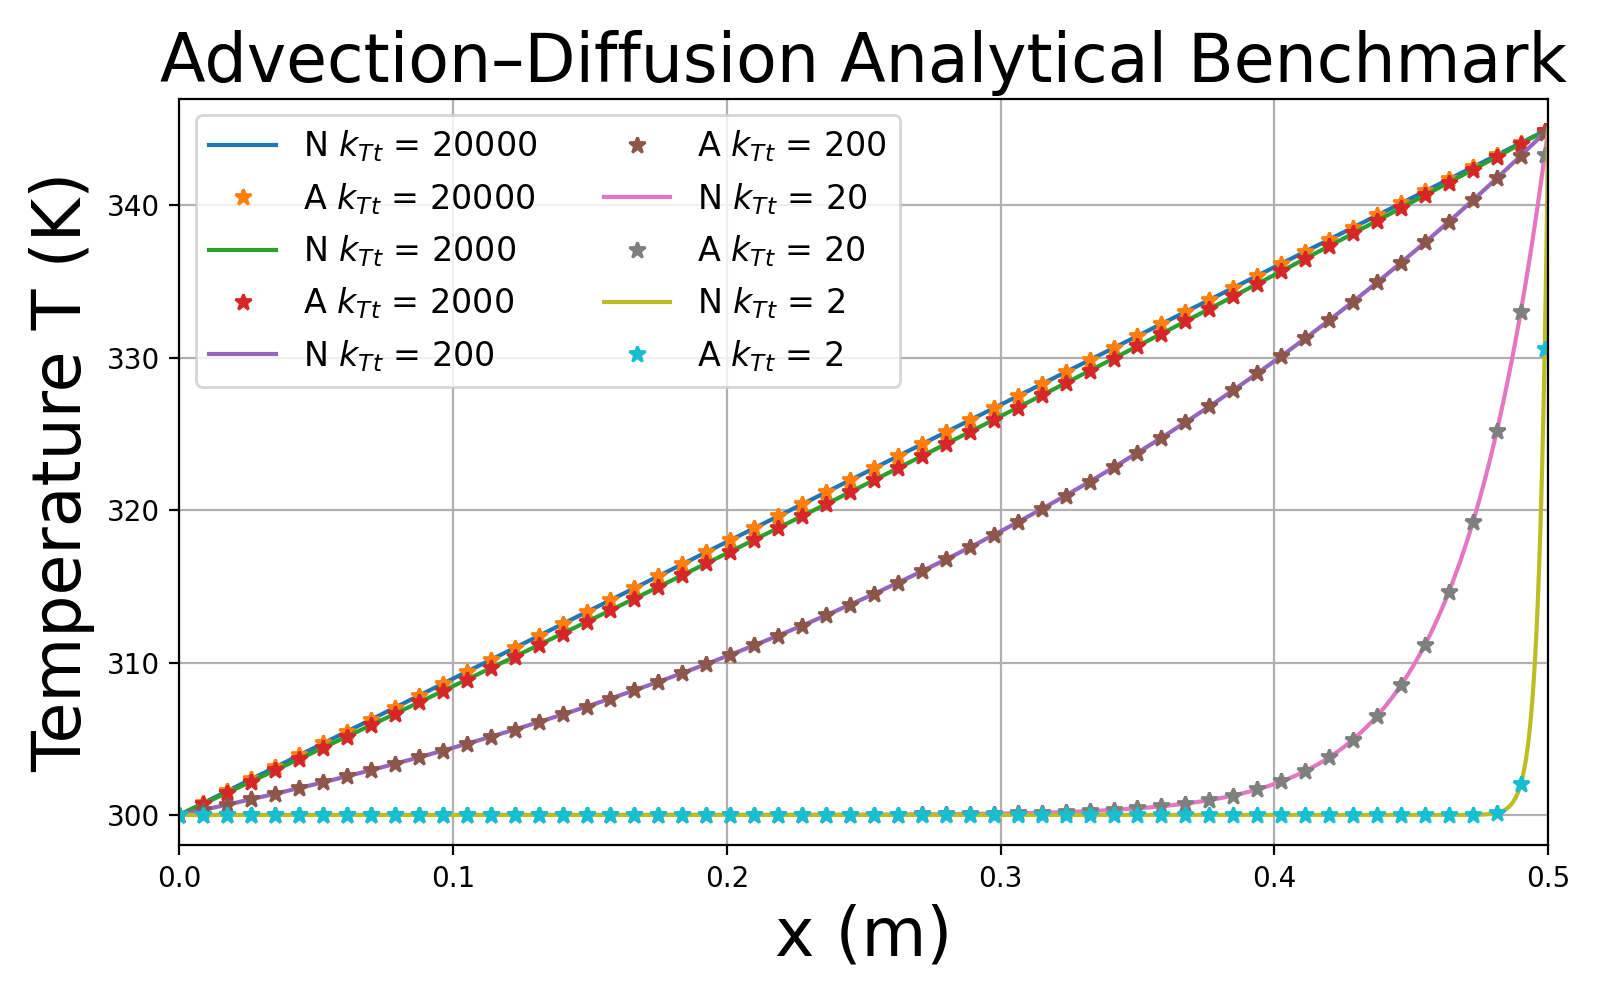 Advection–Diffusion Analytical Benchmark
Temperature T (K)
340
330
320
310
300
N k_Tt = 20000
A k_Tt = 20000
N k_Tt = 2000
A k_Tt = 2000
N k_Tt = 200
A k_Tt = 200
N k_Tt = 20
A k_Tt = 20
N k_Tt = 2
A k_Tt = 2
0.0 0.1 0.2 0.3 0.4 0.5
x (m)